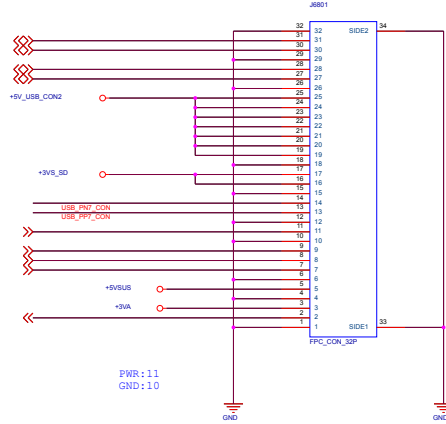 J6801
32 32 SIDE2 34
31 31
30 30
29 29
28 28
27 27
26 26
+5V_USB_CON2 25 25
24 24
23 23
22 22
21 21
20 20
19 19
18 18
+3VS_SD 17 17
16 16
15 15
14 14
USB_PN7_CON 13 13
USB_PP7_CON 12 12
11 11
10 10
9 9
8 8
7 7
6 6
+5VSUS 5 5
4 4
+3VA 3 3
2 2
1 1 SIDE1 33
FPC_CON_32P
PWR:11
GND:10
GND GND